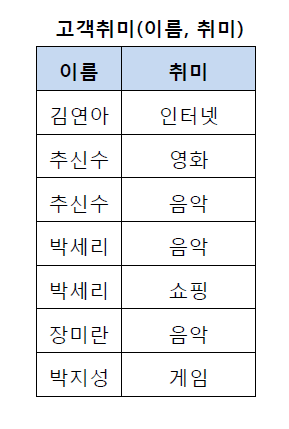 고객취미(이름, 취미)
이름 취미
김연아 인터넷
추신수 영화
추신수 음악
박세리 음악
박세리 쇼핑
장미란 음악
박지성 게임